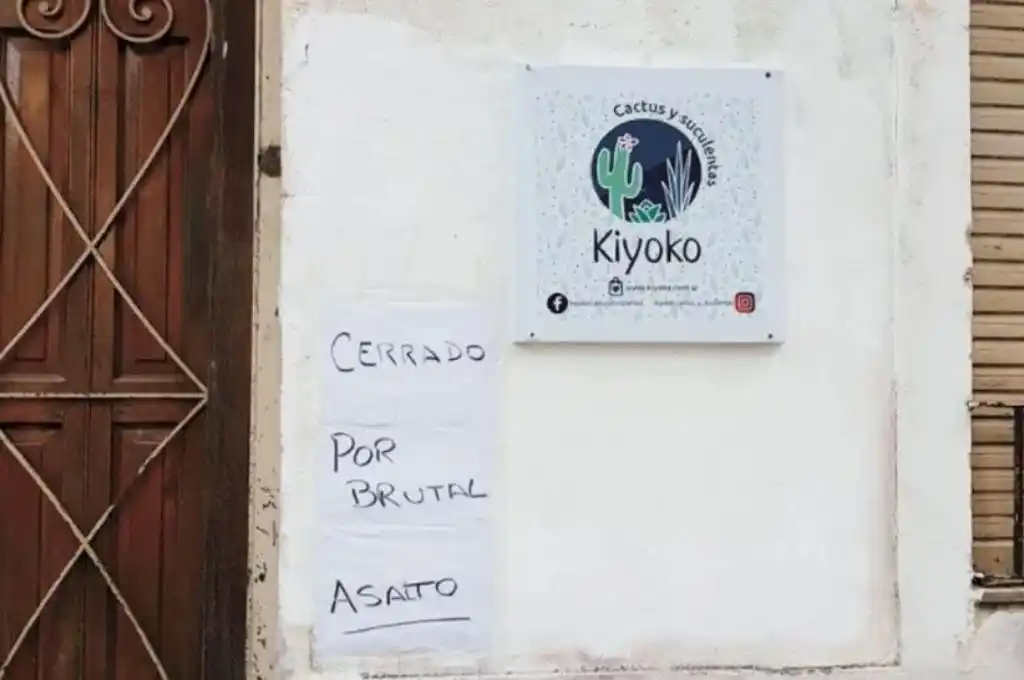 Cactus y suculentas
Kiyoko
CERRADO
POR
BRUTAL
ASALTO